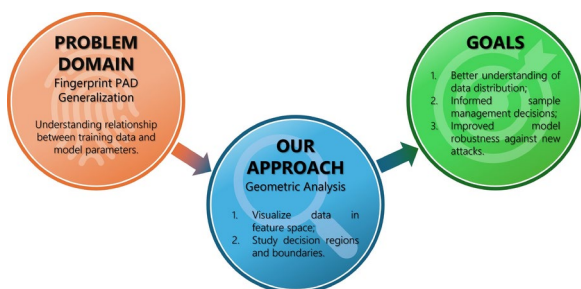 PROBLEM
DOMAIN
Fingerprint PAD
Generalization
Understanding relationship
between training data and
model parameters.
OUR
APPROACH
Geometric Analysis
1. Visualize data in
feature space;
2. Study decision regions
and boundaries.
GOALS
1. Better understanding of
data distribution;
2. Informed sample
management decisions;
3. Improved model
robustness against new
attacks.